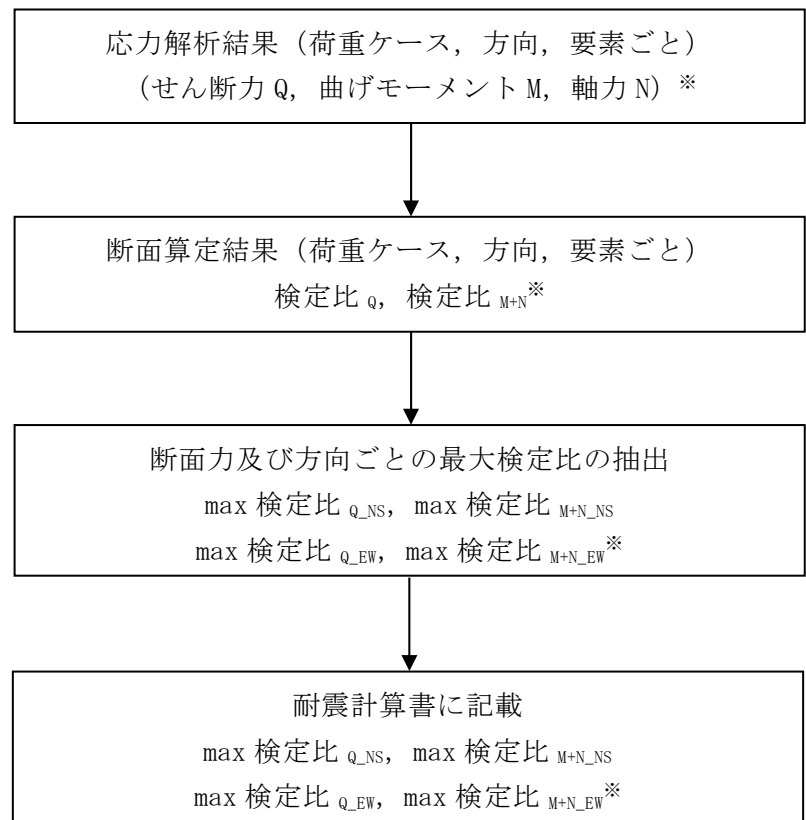 応力解析結果（荷重ケース，方向，要素ごと）
（せん断力 Q，曲げモーメント M，軸力 N）※
断面算定結果（荷重ケース，方向，要素ごと）
検定比 Q，検定比 M+N※
断面力及び方向ごとの最大検定比の抽出
max 検定比 Q_NS，max 検定比 M+N_NS
max 検定比 Q_EW，max 検定比 M+N_EW※
耐震計算書に記載
max 検定比 Q_NS，max 検定比 M+N_NS
max 検定比 Q_EW，max 検定比 M+N_EW※